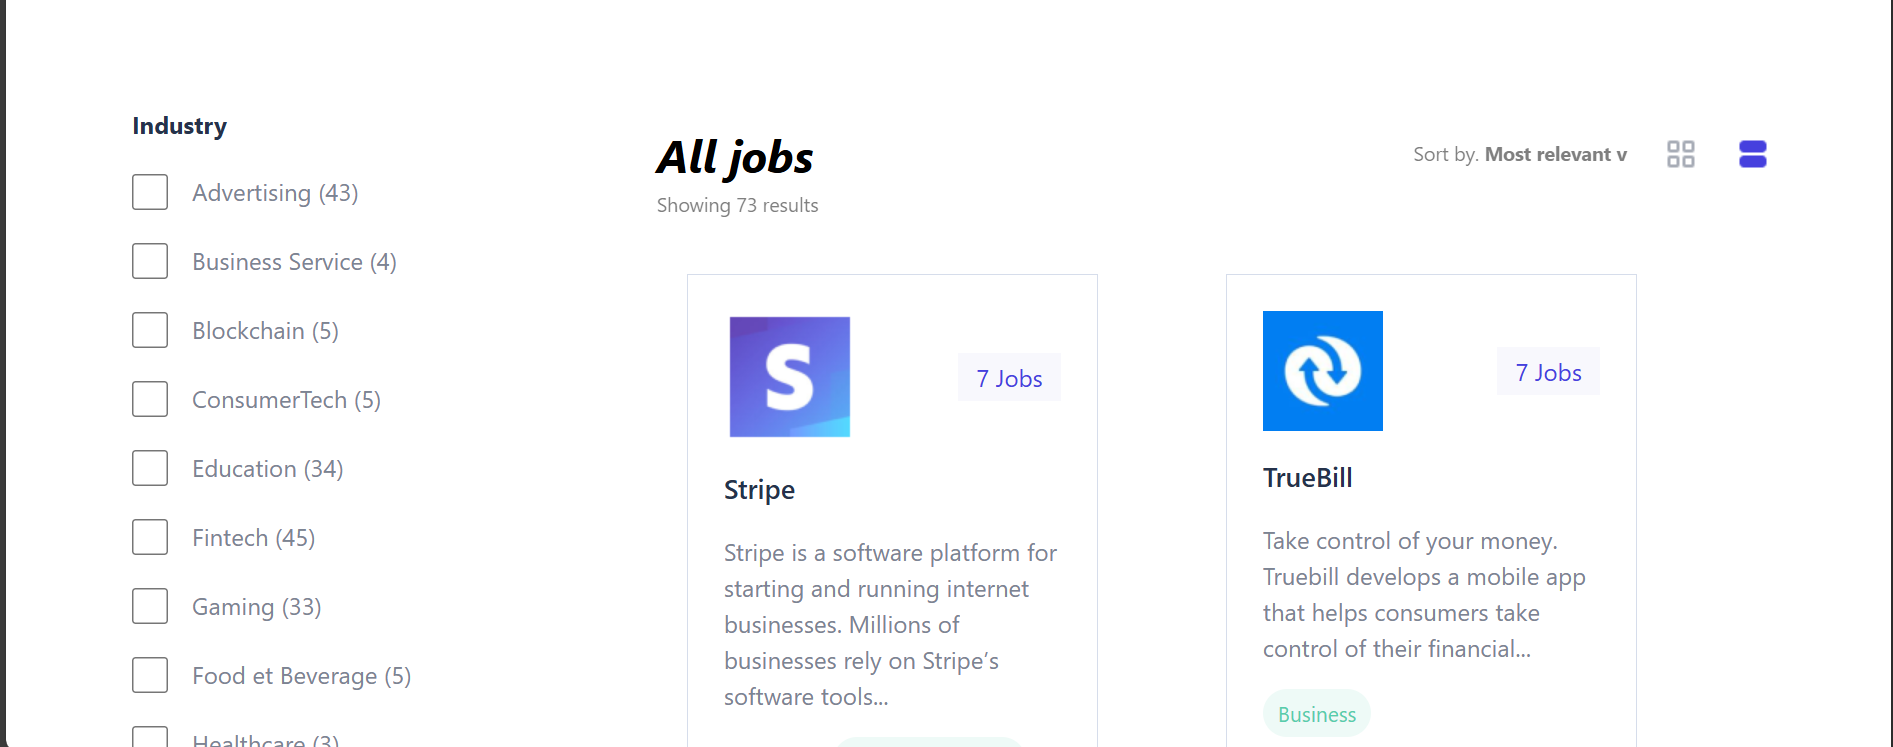 Industry
Advertising (43)
Business Service (4)
Blockchain (5)
ConsumerTech (5)
Education (34)
Fintech (45)
Gaming (33)
Food et Beverage (5)
Healthcare (3)
All jobs
Showing 73 results
Sort by. Most relevant v
S
7 Jobs
Stripe
Stripe is a software platform for
starting and running internet
businesses. Millions of
businesses rely on Stripe’s
software tools...
7 Jobs
TrueBill
Take control of your money.
Truebill develops a mobile app
that helps consumers take
control of their financial...
Business